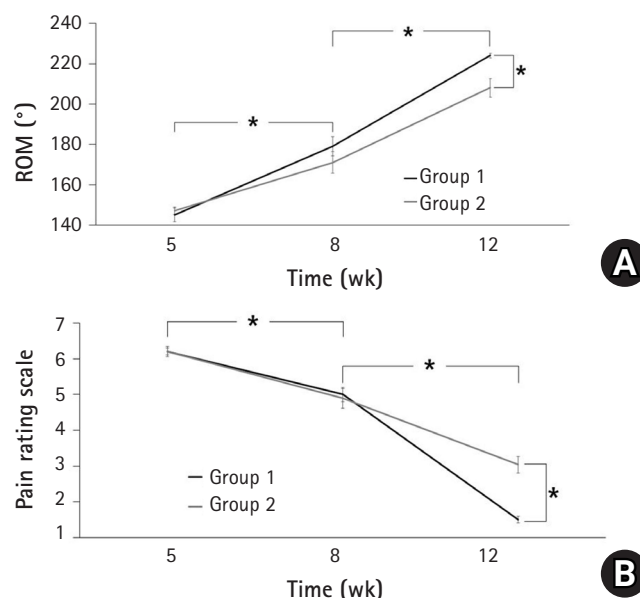 240
220
200
180
160
140
ROM (°)
*
*
*
Group 1
Group 2
5
8
12
Time (wk)
A
7
6
5
4
3
2
1
Pain rating scale
*
*
*
Group 1
Group 2
5
8
12
Time (wk)
B